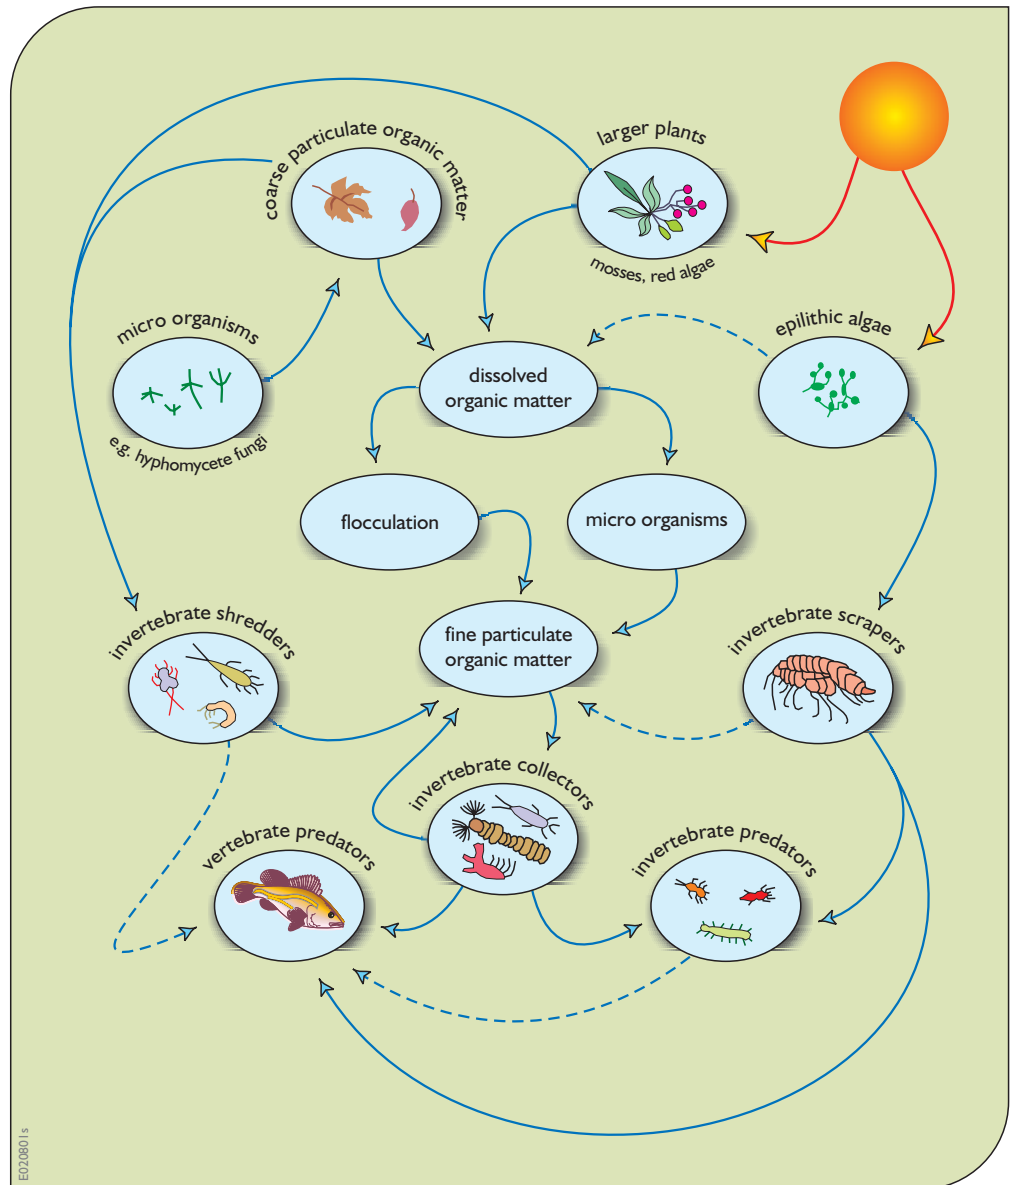 larger plants
coarse particulate organic matter
mosses, red algae
micro organisms
e.g. hyphomycete fungi
epilithic algae
dissolved
organic matter
flocculation
micro organisms
invertebrate shredders
fine particulate
organic matter
invertebrate scrapers
invertebrate collectors
vertebrate predators
invertebrate predators
E020801s